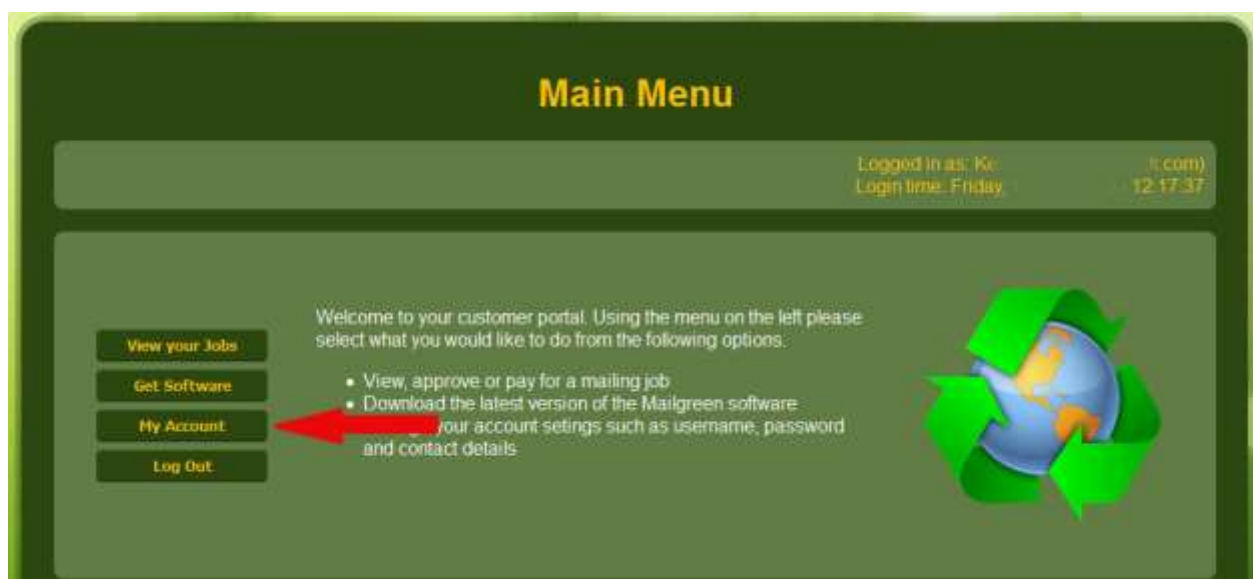 Main Menu
Logged in as: Ke .com)
Login time: Friday, 12:17:37
Welcome to your customer portal. Using the menu on the left please
select what you would like to do from the following options.
View your Jobs
Get Software
My Account
Log Out
View, approve or pay for a mailing job
Download the latest version of the Mailgreen software
your account setings such as username, password
and contact details